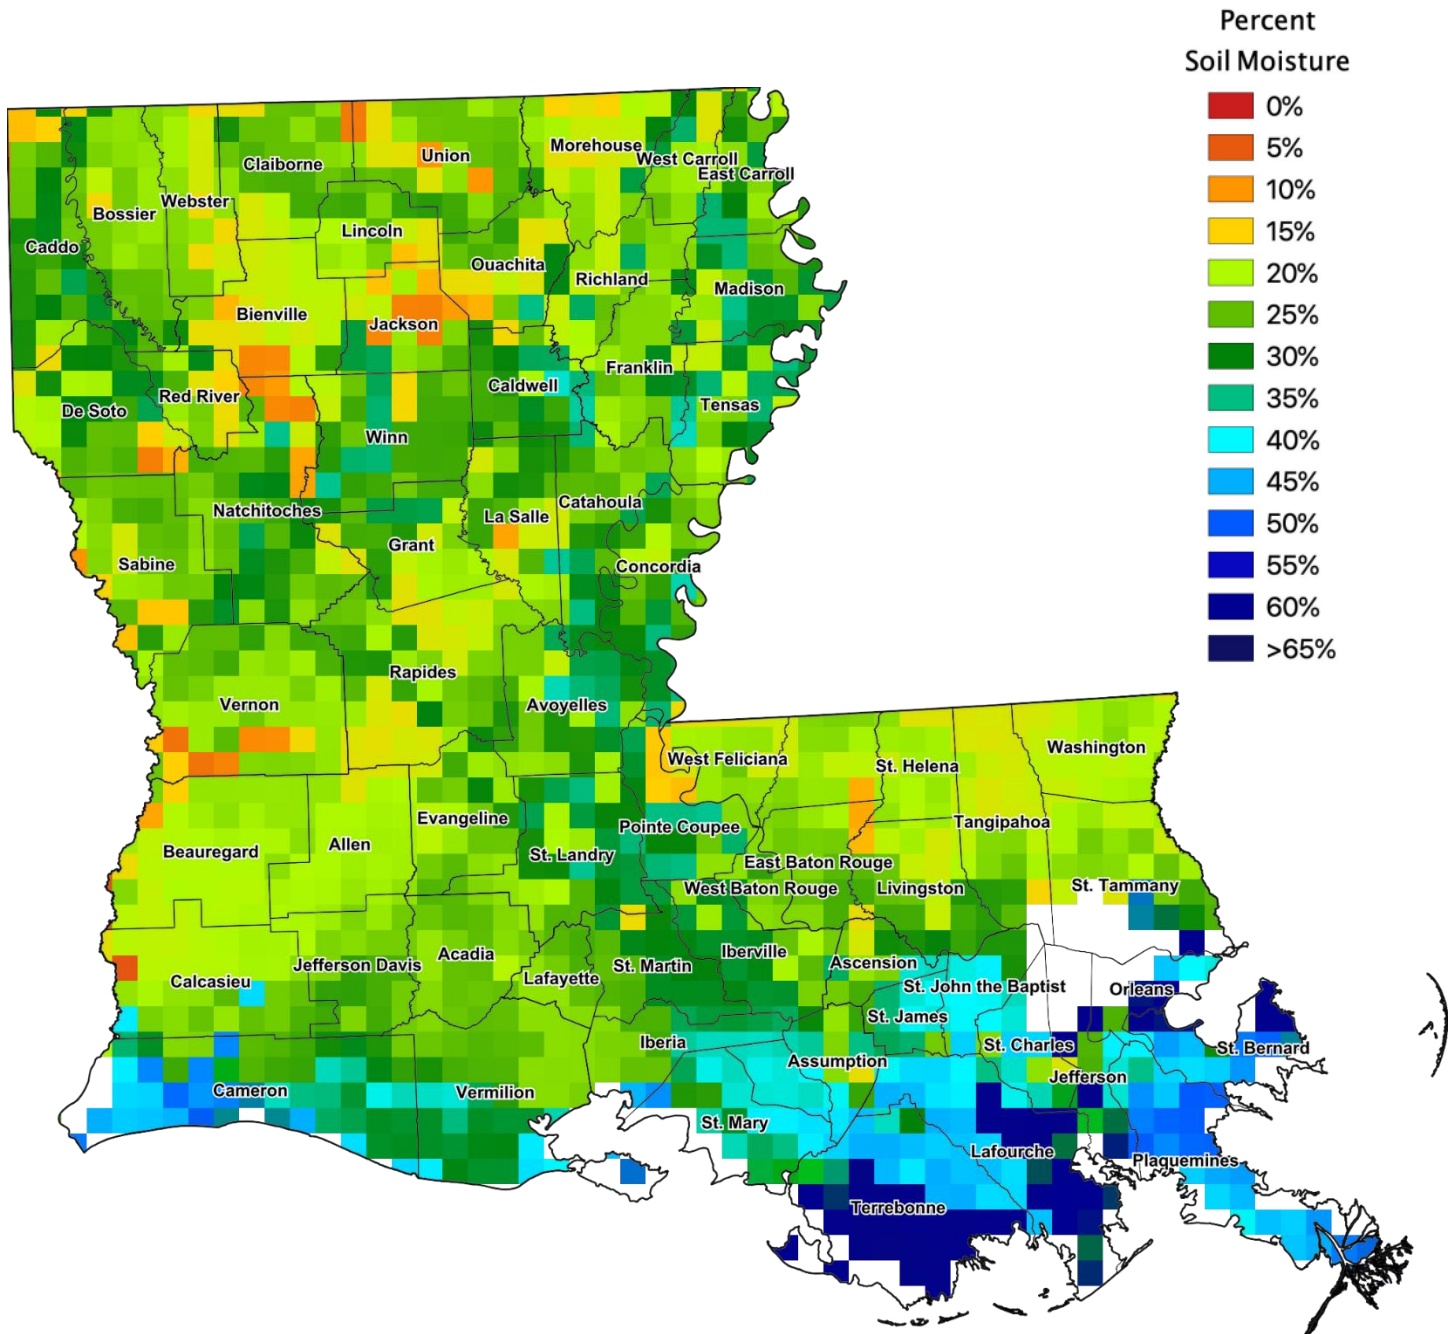 Percent
Soil Moisture
0%
5%
10%
15%
20%
25%
30%
35%
40%
45%
50%
55%
60%
>65%
Claiborne
Union
Morehouse
West Carroll
East Carroll
Bossier
Webster
Caddo
Lincoln
Ouachita
Richland
Madison
Bienville
Jackson
Franklin
Caldwell
Tensas
De Soto
Red River
Winn
Natchitoches
La Salle
Catahoula
Grant
Sabine
Concordia
Rapides
Vernon
Avoyelles
West Feliciana
St. Helena
Washington
Evangeline
Pointe Coupee
Tangipahoa
Beauregard
Allen
St. Landry
East Baton Rouge
West Baton Rouge
Livingston
St. Tammany
Acadia
Iberville
Jefferson Davis
Calcasieu
Lafayette
St. Martin
Ascension
St. John the Baptist
Orleans
St. James
Iberia
Assumption
St. Charles
St. Bernard
Jefferson
Cameron
Vermilion
St. Mary
Lafourche
Plaquemines
Terrebonne